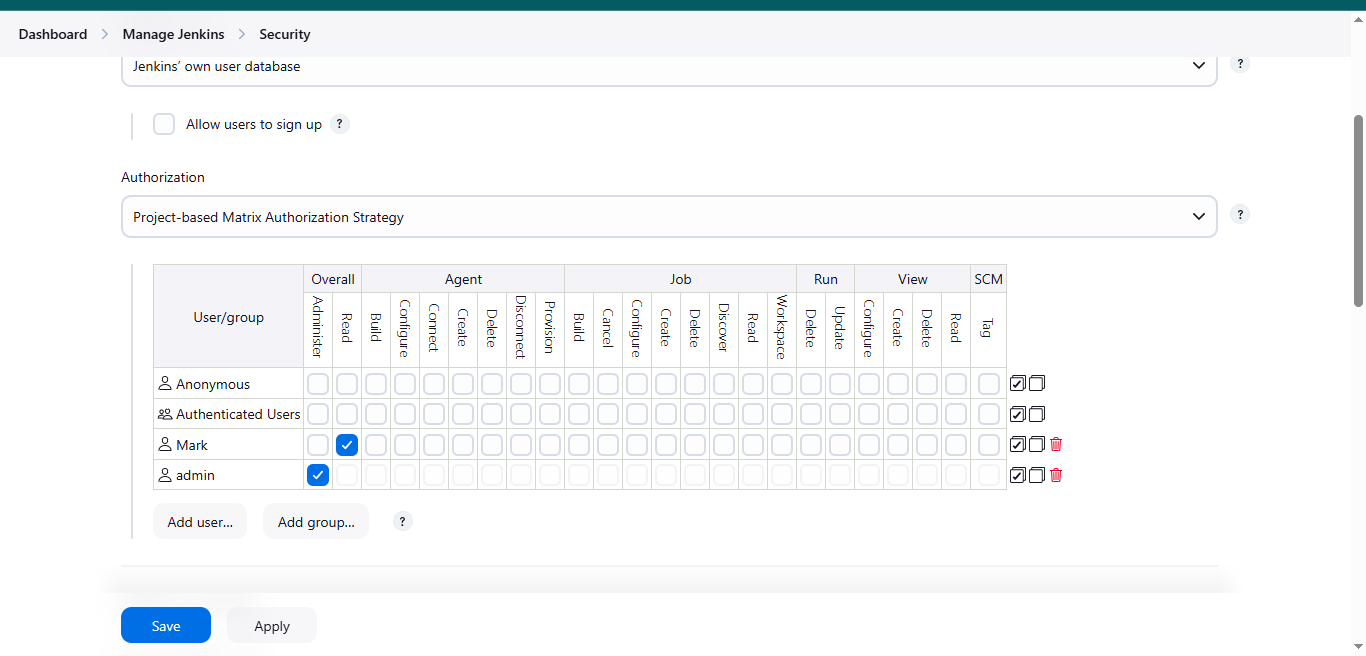 Dashboard > Manage Jenkins > Security
Jenkins’ own user database
?
Allow users to sign up ?
Authorization
Project-based Matrix Authorization Strategy
?
User/group Overall Agent Job Run View SCM
Administer Read Build Configure Connect Create Delete Disconnect Provision Build Cancel Configure Create Delete Discover Read Workspace Delete Update Configure Create Delete Read Tag
Anonymous
Authenticated Users
Mark
admin
Add user... Add group... ?
Save Apply